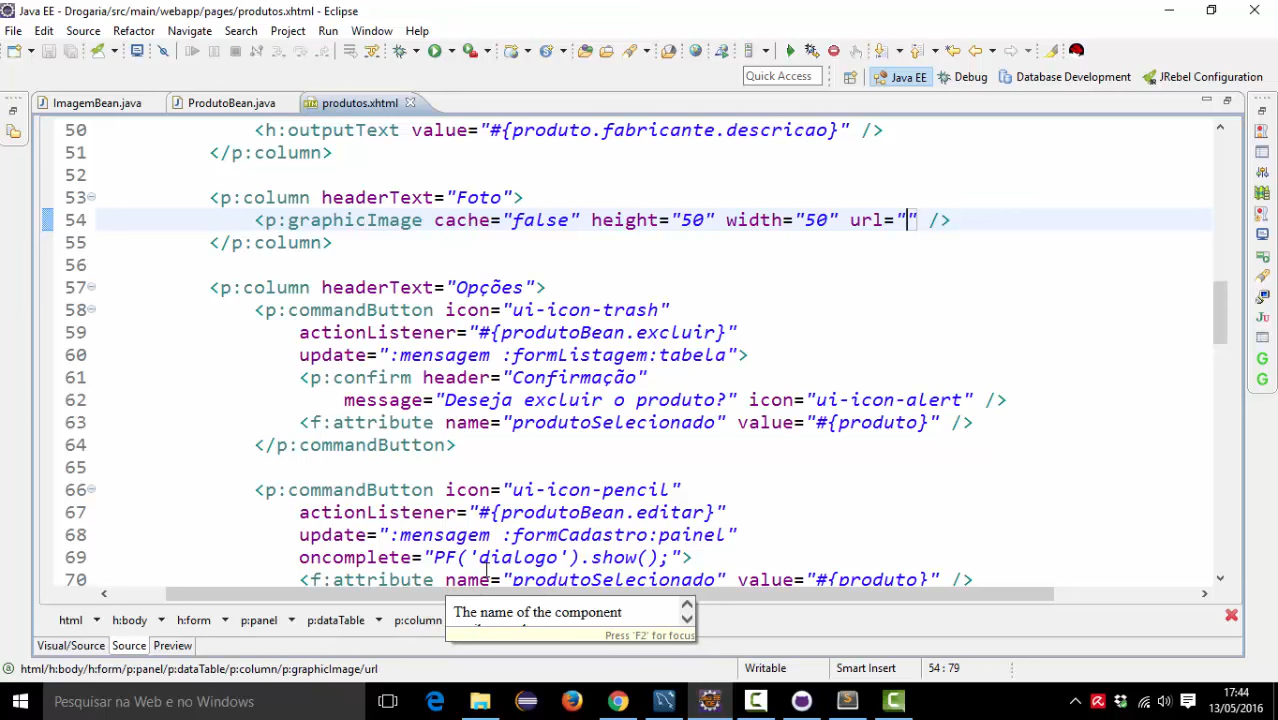 Java EE - Drogaria/src/main/webapp/pages/produtos.xhtml - Eclipse
File Edit Source Refactor Navigate Search Project Run Window Help
Quick Access Java EE Debug Database Development JRebel Configuration
ImagemBean.java ProdutoBean.java produtos.xhtml
50 <h:outputText value="#{produto.fabricante.descricao}" />
51 </p:column>
52
53 <p:column headerText="Foto">
54 <p:graphicImage cache="false" height="50" width="50" url="" />
55 </p:column>
56
57 <p:column headerText="Opções">
58 <p:commandButton icon="ui-icon-trash"
59 actionListener="#{produtoBean.excluir}"
60 update=":mensagem :formListagem:tabela">
61 <p:confirm header="Confirmação"
62 message="Deseja excluir o produto?" icon="ui-icon-alert" />
63 <f:attribute name="produtoSelecionado" value="#{produto}" />
64 </p:commandButton>
65
66 <p:commandButton icon="ui-icon-pencil"
67 actionListener="#{produtoBean.editar}"
68 update=":mensagem :formCadastro:painel"
69 oncomplete="PF('dialogo').show();">
70 <f:attribute name="produtoSelecionado" value="#{produto}" />
The name of the component
Press 'F2' for focus
html h:body h:form p:panel p:dataTable p:column
Visual/Source Source Preview
html/h:body/h:form/p:panel/p:dataTable/p:column/p:graphicImage/url Writable Smart Insert 54 : 79
Pesquisar na Web e no Windows
17:44
13/05/2016